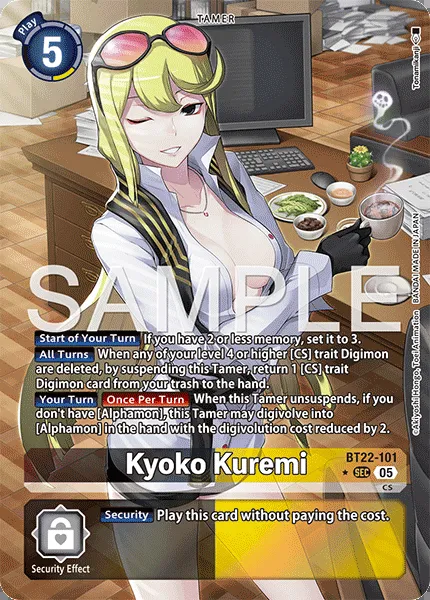 TAMER
Play
5
Tonamikanji
SAMPLE
Start of Your Turn If you have 2 or less memory, set it to 3.
All Turns When any of your level 4 or higher [CS] trait Digimon
are deleted, by suspending this Tamer, return 1 [CS] trait
Digimon card from your trash to the hand.
Your Turn Once Per Turn When this Tamer unsuspends, if you
don't have [Alphamon], this Tamer may digivolve into
[Alphamon] in the hand with the digivolution cost reduced by 2.
©Akiyoshi Hongo, Toei Animation BANDAI MADE IN JAPAN
Kyoko Kuremi
BT22-101
SEC 05
CS
Security Play this card without paying the cost.
Security Effect